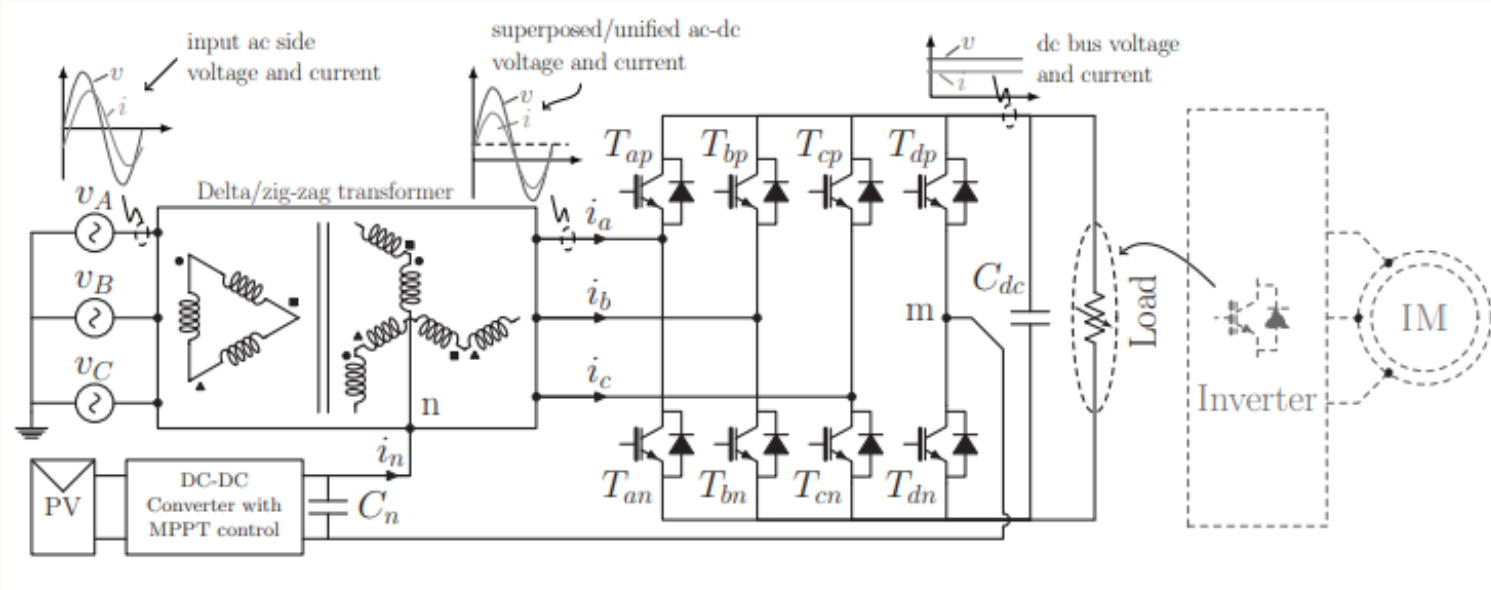 input ac side
voltage and current
v
i
superposed/unified ac-dc
voltage and current
v
i
dc bus voltage
and current
v
i
Delta/zig-zag transformer
v_A
v_B
v_C
n
i_n
i_a
i_b
i_c
T_ap
T_bp
T_cp
T_dp
m
C_dc
T_an
T_bn
T_cn
T_dn
Load
Inverter
IM
PV
DC-DC
Converter with
MPPT control
C_n